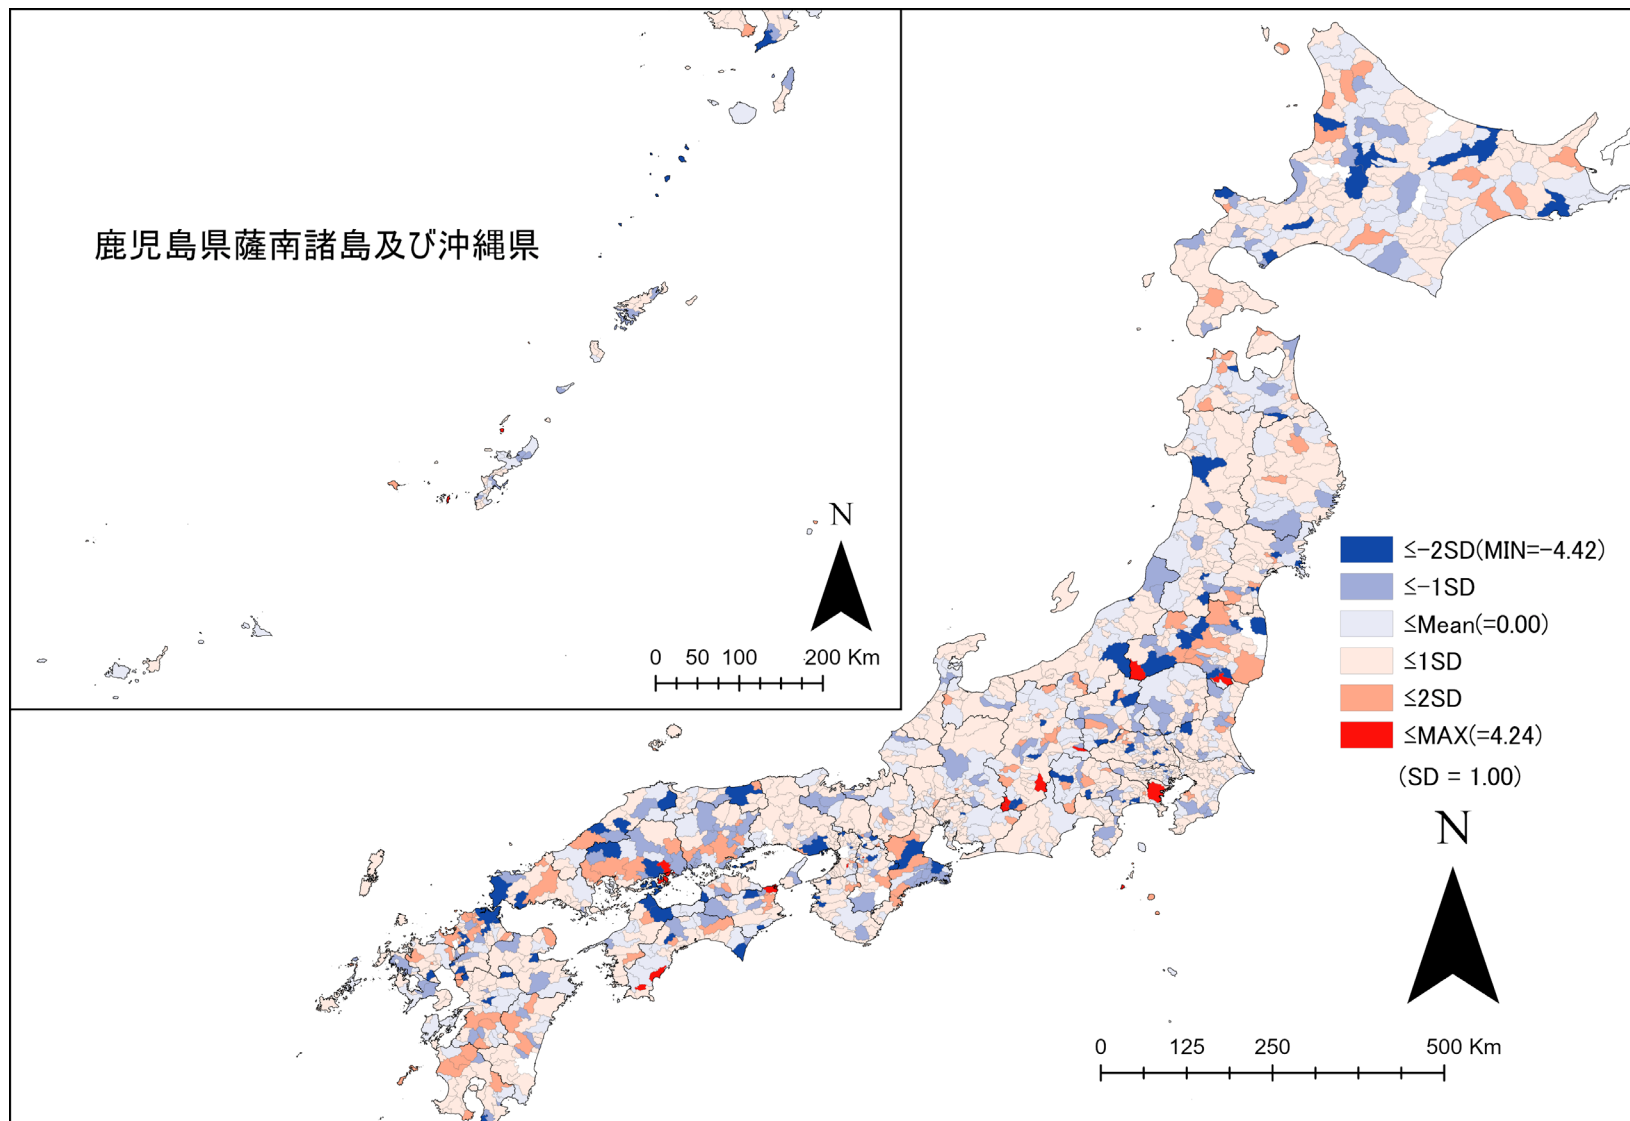 鹿児島県薩南諸島及び沖縄県
N
0 50 100 200 Km
≤-2SD(MIN=-4.42)
≤-1SD
≤Mean(=0.00)
≤1SD
≤2SD
≤MAX(=4.24)
(SD = 1.00)
N
0 125 250 500 Km